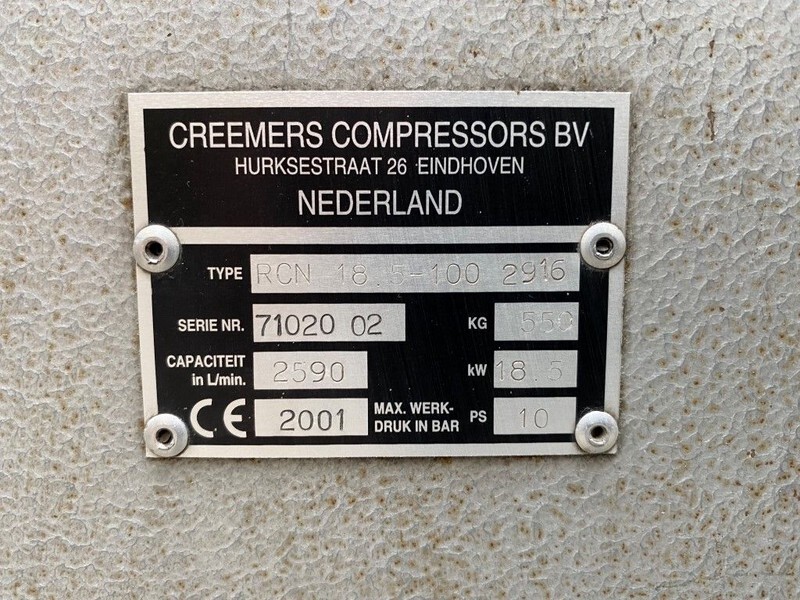 CREEMERS COMPRESSORS BV
HURKSESTRAAT 26 EINDHOVEN
NEDERLAND
TYPE RCN 18.5-100 2916
SERIE NR. 71020 02 KG 550
CAPACITEIT in L/min. 2590 kW 18.5
CE 2001 MAX. WERK-DRUK IN BAR PS 10